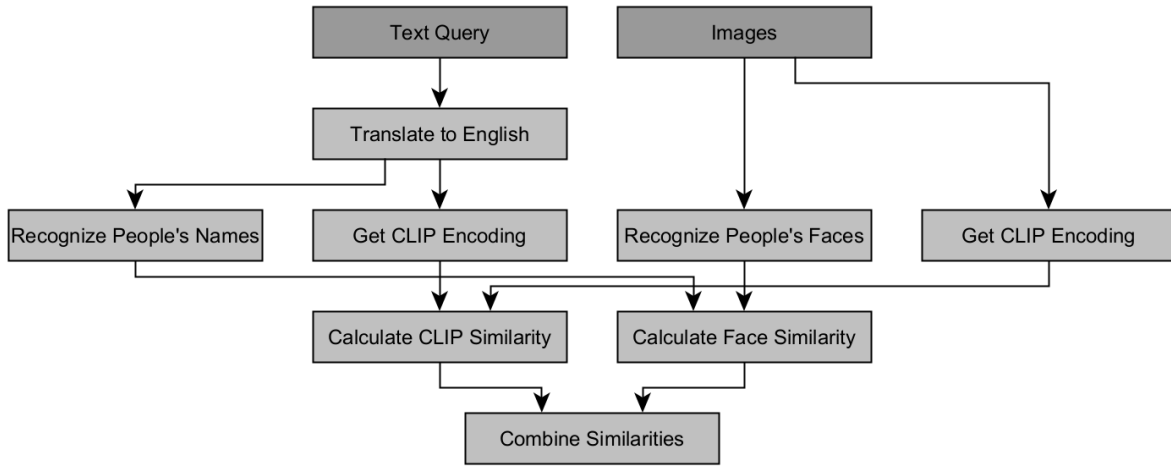 Text Query
Images
Translate to English
Recognize People's Names
Get CLIP Encoding
Recognize People's Faces
Get CLIP Encoding
Calculate CLIP Similarity
Calculate Face Similarity
Combine Similarities